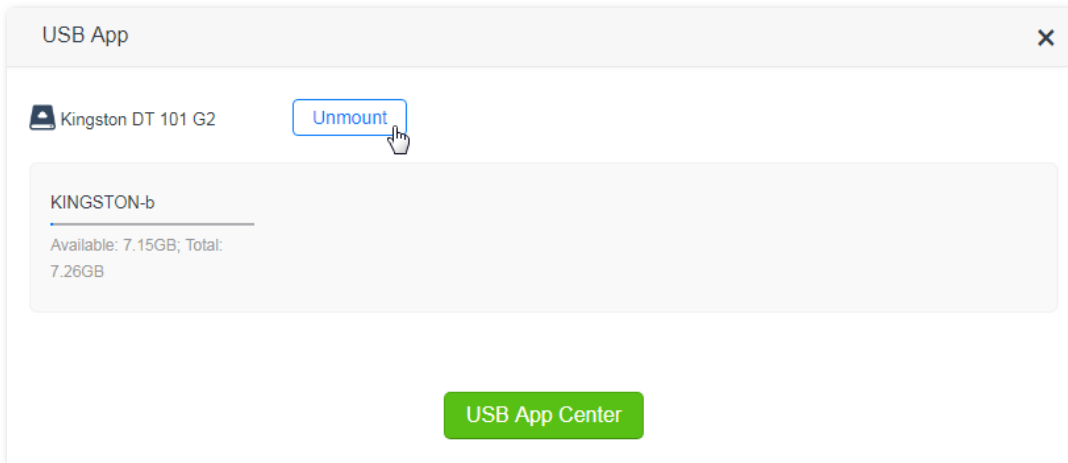 USB App
Kingston DT 101 G2
Unmount
KINGSTON-b
Available: 7.15GB; Total:
7.26GB
USB App Center